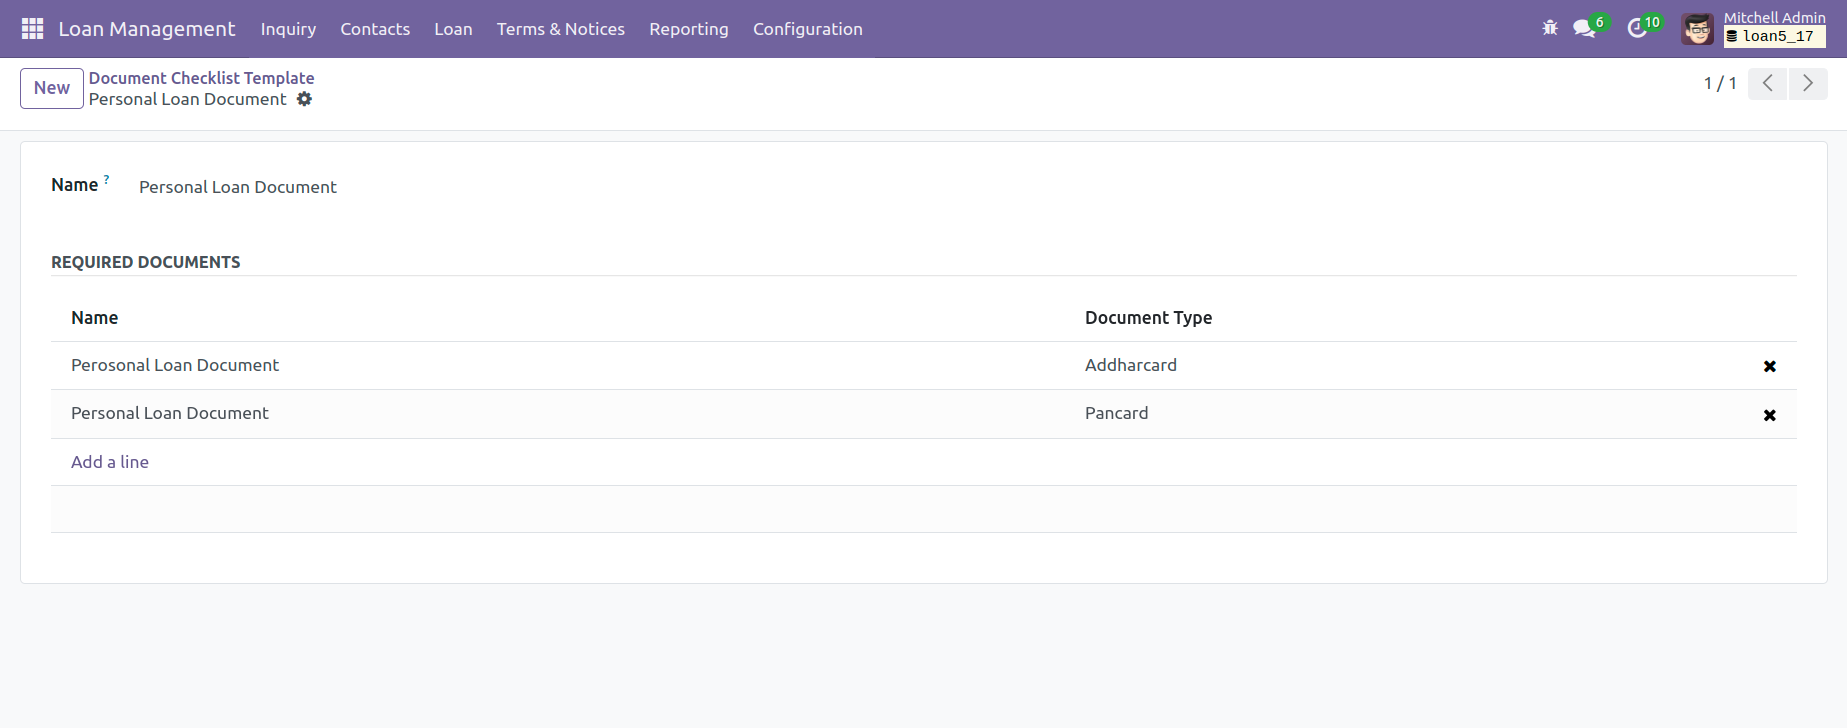 Loan Management Inquiry Contacts Loan Terms & Notices Reporting Configuration 6 10 Mitchell Admin
loan5_17
New Document Checklist Template
Personal Loan Document
1 / 1
Name ? Personal Loan Document
REQUIRED DOCUMENTS
Name Document Type
Perosonal Loan Document Addharcard
Personal Loan Document Pancard
Add a line